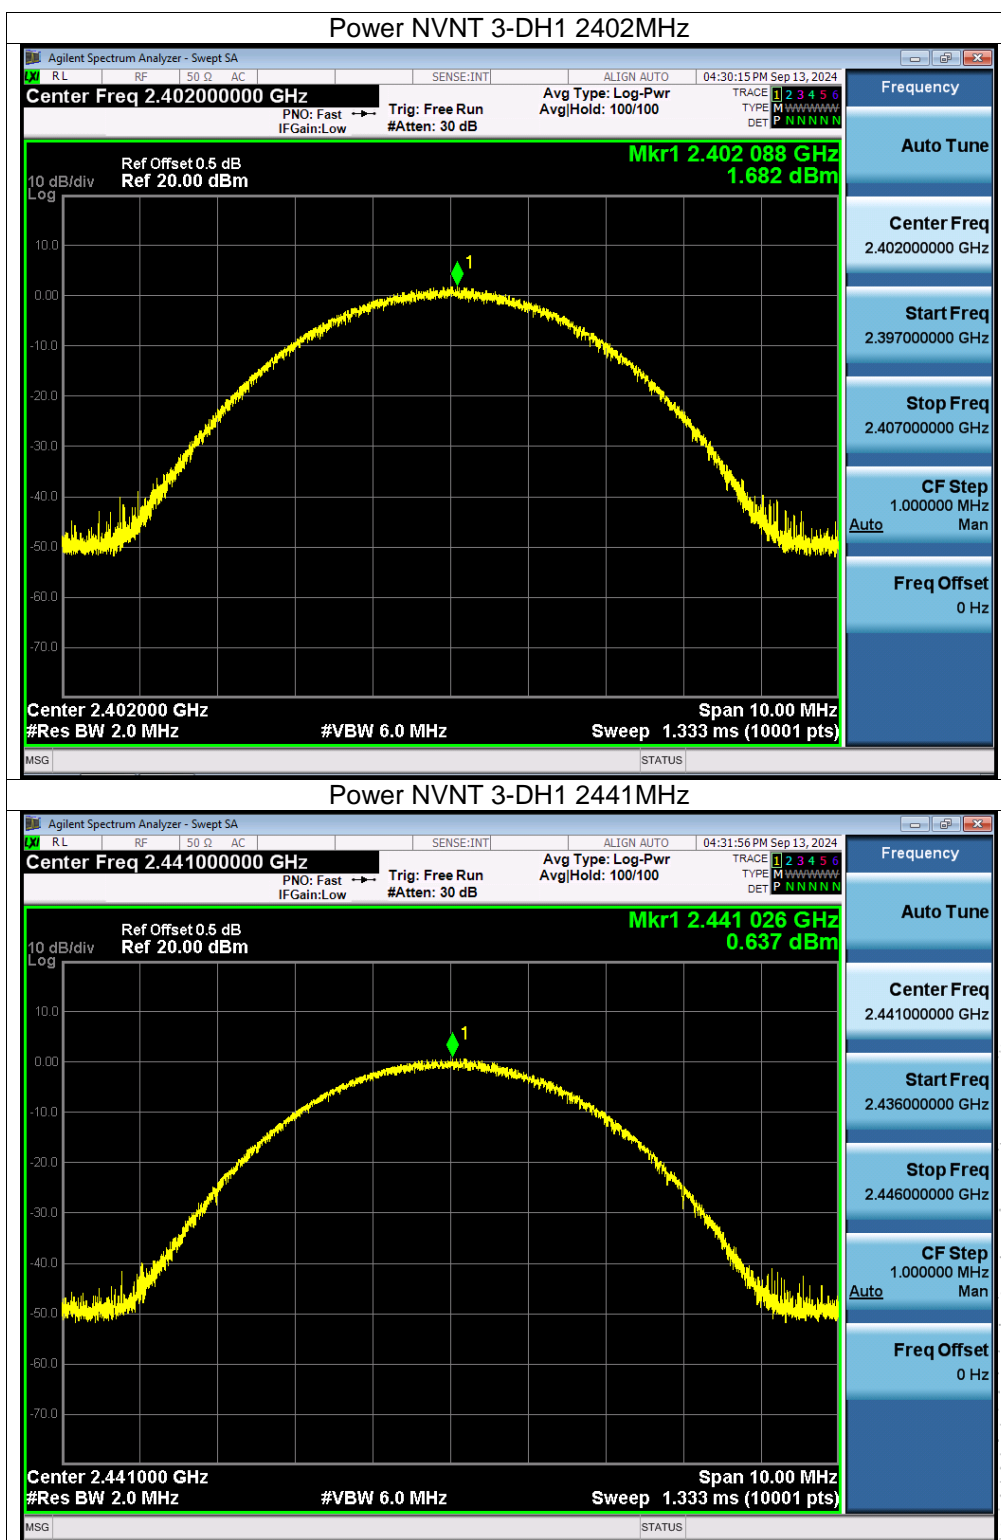 Power NVNT 3-DH1 2402MHz
Agilent Spectrum Analyzer - Swept SA
LXI RL RF 50 Ω AC SENSE:INT ALIGN AUTO 04:30:15 PM Sep 13, 2024
Center Freq 2.402000000 GHz
PNO: Fast
IFGain:Low
Trig: Free Run
#Atten: 30 dB
Avg Type: Log-Pwr
Avg|Hold: 100/100
TRACE 1 2 3 4 5 6
TYPE M WWWWW
DET P N N N N N
Ref Offset 0.5 dB
10 dB/div Ref 20.00 dBm
Log
Mkr1 2.402 088 GHz
1.682 dBm
1
10.0
0.00
-10.0
-20.0
-30.0
-40.0
-50.0
-60.0
-70.0
Center 2.402000 GHz Span 10.00 MHz
#Res BW 2.0 MHz #VBW 6.0 MHz Sweep 1.333 ms (10001 pts)
MSG STATUS
Frequency
Auto Tune
Center Freq
2.402000000 GHz
Start Freq
2.397000000 GHz
Stop Freq
2.407000000 GHz
CF Step
1.000000 MHz
Auto Man
Freq Offset
0 Hz
Power NVNT 3-DH1 2441MHz
Agilent Spectrum Analyzer - Swept SA
LXI RL RF 50 Ω AC SENSE:INT ALIGN AUTO 04:31:56 PM Sep 13, 2024
Center Freq 2.441000000 GHz
PNO: Fast
IFGain:Low
Trig: Free Run
#Atten: 30 dB
Avg Type: Log-Pwr
Avg|Hold: 100/100
TRACE 1 2 3 4 5 6
TYPE M WWWWW
DET P N N N N N
Ref Offset 0.5 dB
10 dB/div Ref 20.00 dBm
Log
Mkr1 2.441 026 GHz
0.637 dBm
1
10.0
0.00
-10.0
-20.0
-30.0
-40.0
-50.0
-60.0
-70.0
Center 2.441000 GHz Span 10.00 MHz
#Res BW 2.0 MHz #VBW 6.0 MHz Sweep 1.333 ms (10001 pts)
MSG STATUS
Frequency
Auto Tune
Center Freq
2.441000000 GHz
Start Freq
2.436000000 GHz
Stop Freq
2.446000000 GHz
CF Step
1.000000 MHz
Auto Man
Freq Offset
0 Hz